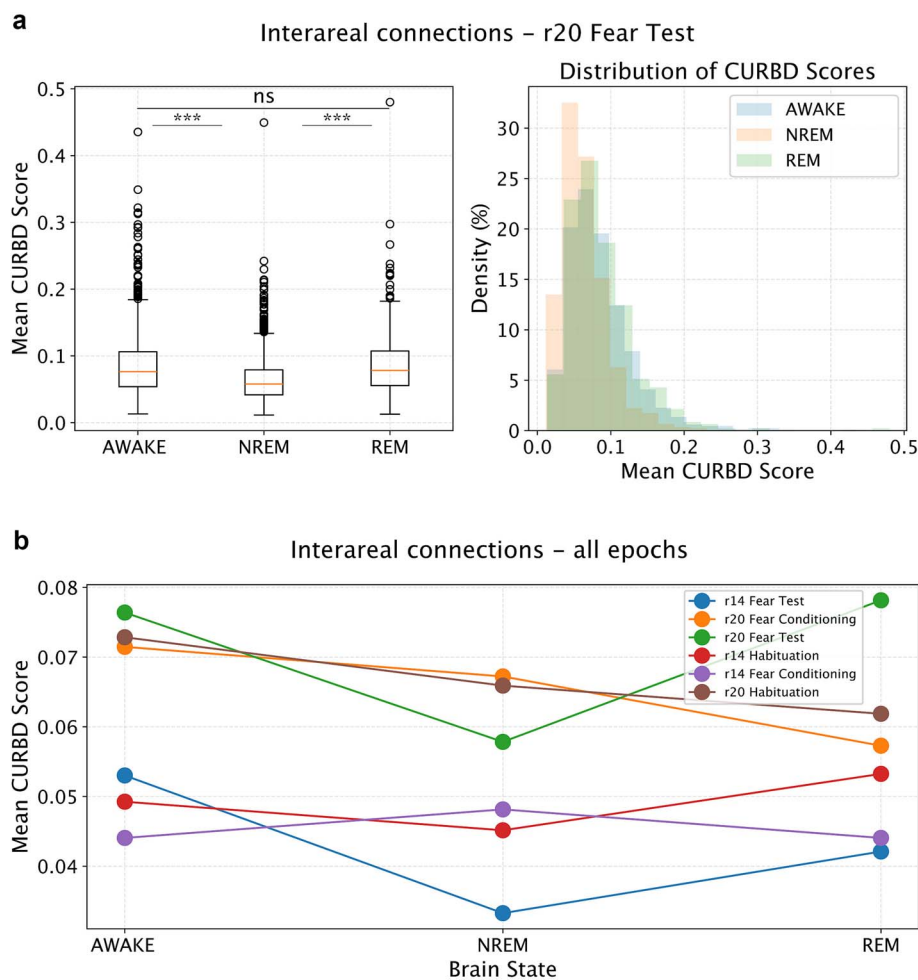 a
Interareal connections – r20 Fear Test
Mean CURBD Score
0.5
0.4
0.3
0.2
0.1
0.0
ns
***
***
AWAKE
NREM
REM
Distribution of CURBD Scores
Density (%)
30
25
20
15
10
5
0
AWAKE
NREM
REM
0.0
0.1
0.2
0.3
0.4
0.5
Mean CURBD Score
b
Interareal connections – all epochs
Mean CURBD Score
0.08
0.07
0.06
0.05
0.04
r14 Fear Test
r20 Fear Conditioning
r20 Fear Test
r14 Habituation
r14 Fear Conditioning
r20 Habituation
AWAKE
NREM
REM
Brain State